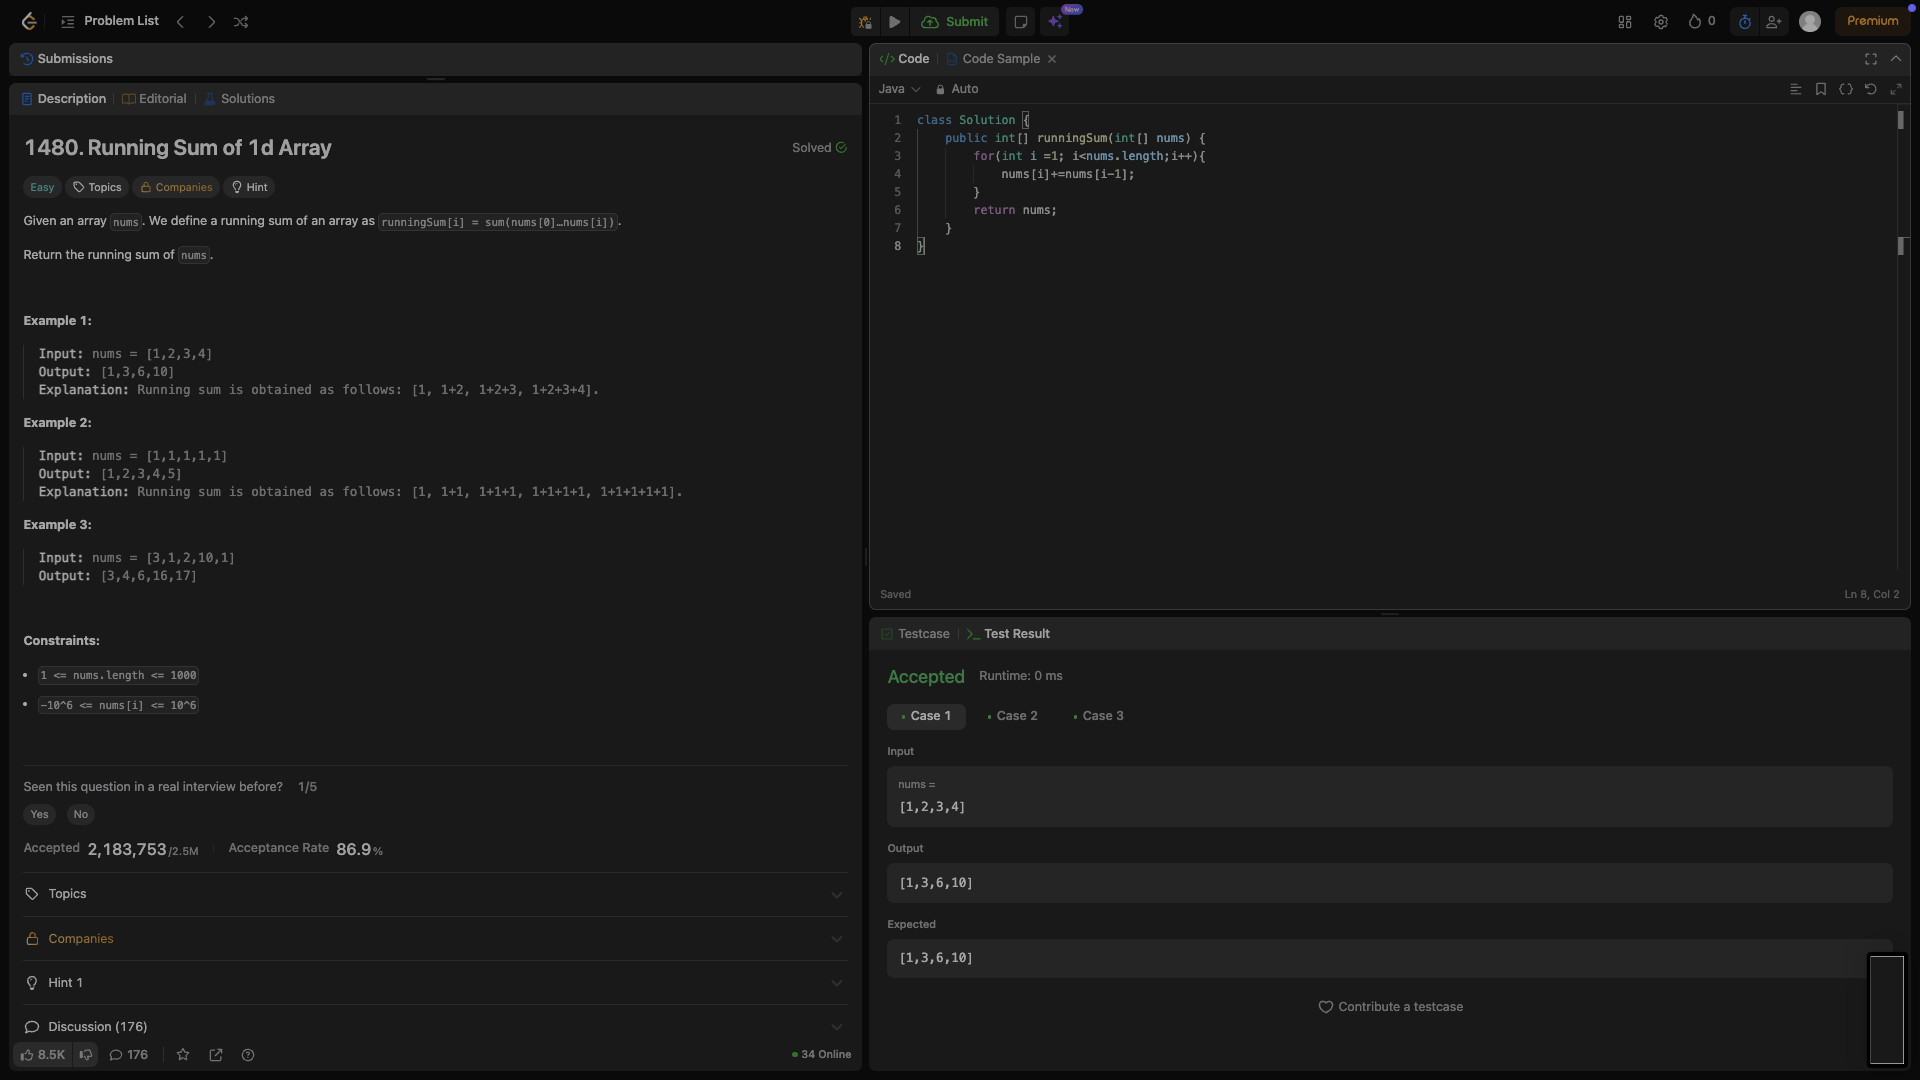 Problem List
Submit
New
0
Premium
Submissions
Description
Editorial
Solutions
1480. Running Sum of 1d Array
Solved
Easy
Topics
Companies
Hint
Given an array nums. We define a running sum of an array as runningSum[i] = sum(nums[0]…nums[i]).
Return the running sum of nums.
Example 1:
Input: nums = [1,2,3,4]
Output: [1,3,6,10]
Explanation: Running sum is obtained as follows: [1, 1+2, 1+2+3, 1+2+3+4].
Example 2:
Input: nums = [1,1,1,1,1]
Output: [1,2,3,4,5]
Explanation: Running sum is obtained as follows: [1, 1+1, 1+1+1, 1+1+1+1, 1+1+1+1+1].
Example 3:
Input: nums = [3,1,2,10,1]
Output: [3,4,6,16,17]
Constraints:
• 1 <= nums.length <= 1000
• -10^6 <= nums[i] <= 10^6
Seen this question in a real interview before? 1/5
Yes
No
Accepted 2,183,753/2.5M
Acceptance Rate 86.9%
Topics
Companies
Hint 1
Discussion (176)
8.5K
176
34 Online
Code
Code Sample
Java
Auto
1 class Solution {
2 public int[] runningSum(int[] nums) {
3 for(int i =1; i<nums.length;i++){
4 nums[i]+=nums[i-1];
5 }
6 return nums;
7 }
8 }
Saved
Ln 8, Col 2
Testcase
Test Result
Accepted
Runtime: 0 ms
Case 1
Case 2
Case 3
Input
nums =
[1,2,3,4]
Output
[1,3,6,10]
Expected
[1,3,6,10]
Contribute a testcase